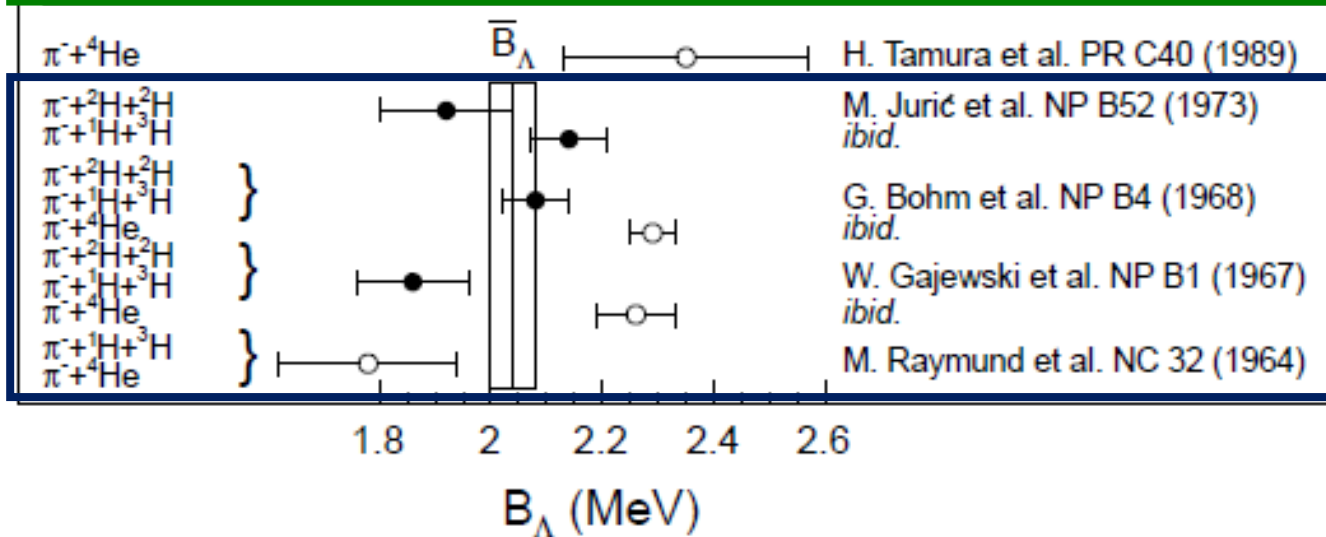 B̅_Λ
π⁻+⁴He H. Tamura et al. PR C40 (1989)
π⁻+²H+²H M. Jurić et al. NP B52 (1973)
π⁻+¹H+³H ibid.
π⁻+²H+²H
π⁻+¹H+³H } G. Bohm et al. NP B4 (1968)
π⁻+⁴He ibid.
π⁻+²H+²H
π⁻+¹H+³H } W. Gajewski et al. NP B1 (1967)
π⁻+⁴He ibid.
π⁻+¹H+³H
π⁻+⁴He } M. Raymund et al. NC 32 (1964)
1.8 2 2.2 2.4 2.6
B_Λ (MeV)